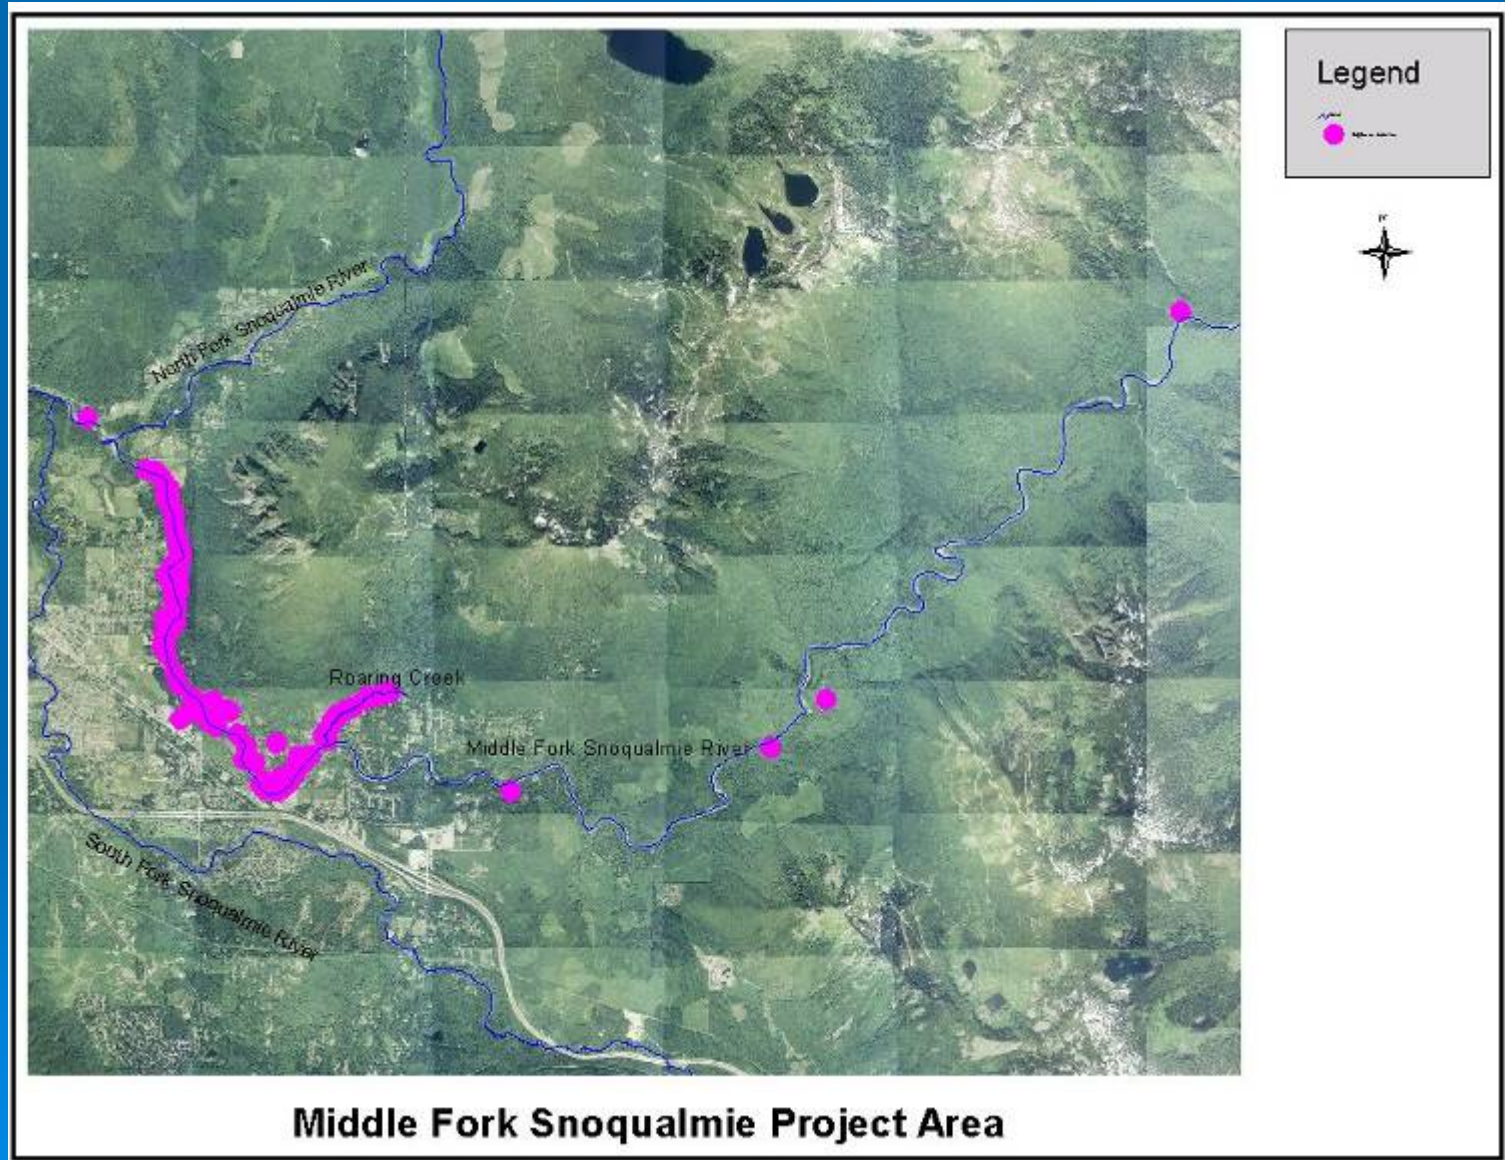 Legend
North Fork Snoqualmie River
Roaring Creek
Middle Fork Snoqualmie River
South Fork Snoqualmie River
Middle Fork Snoqualmie Project Area